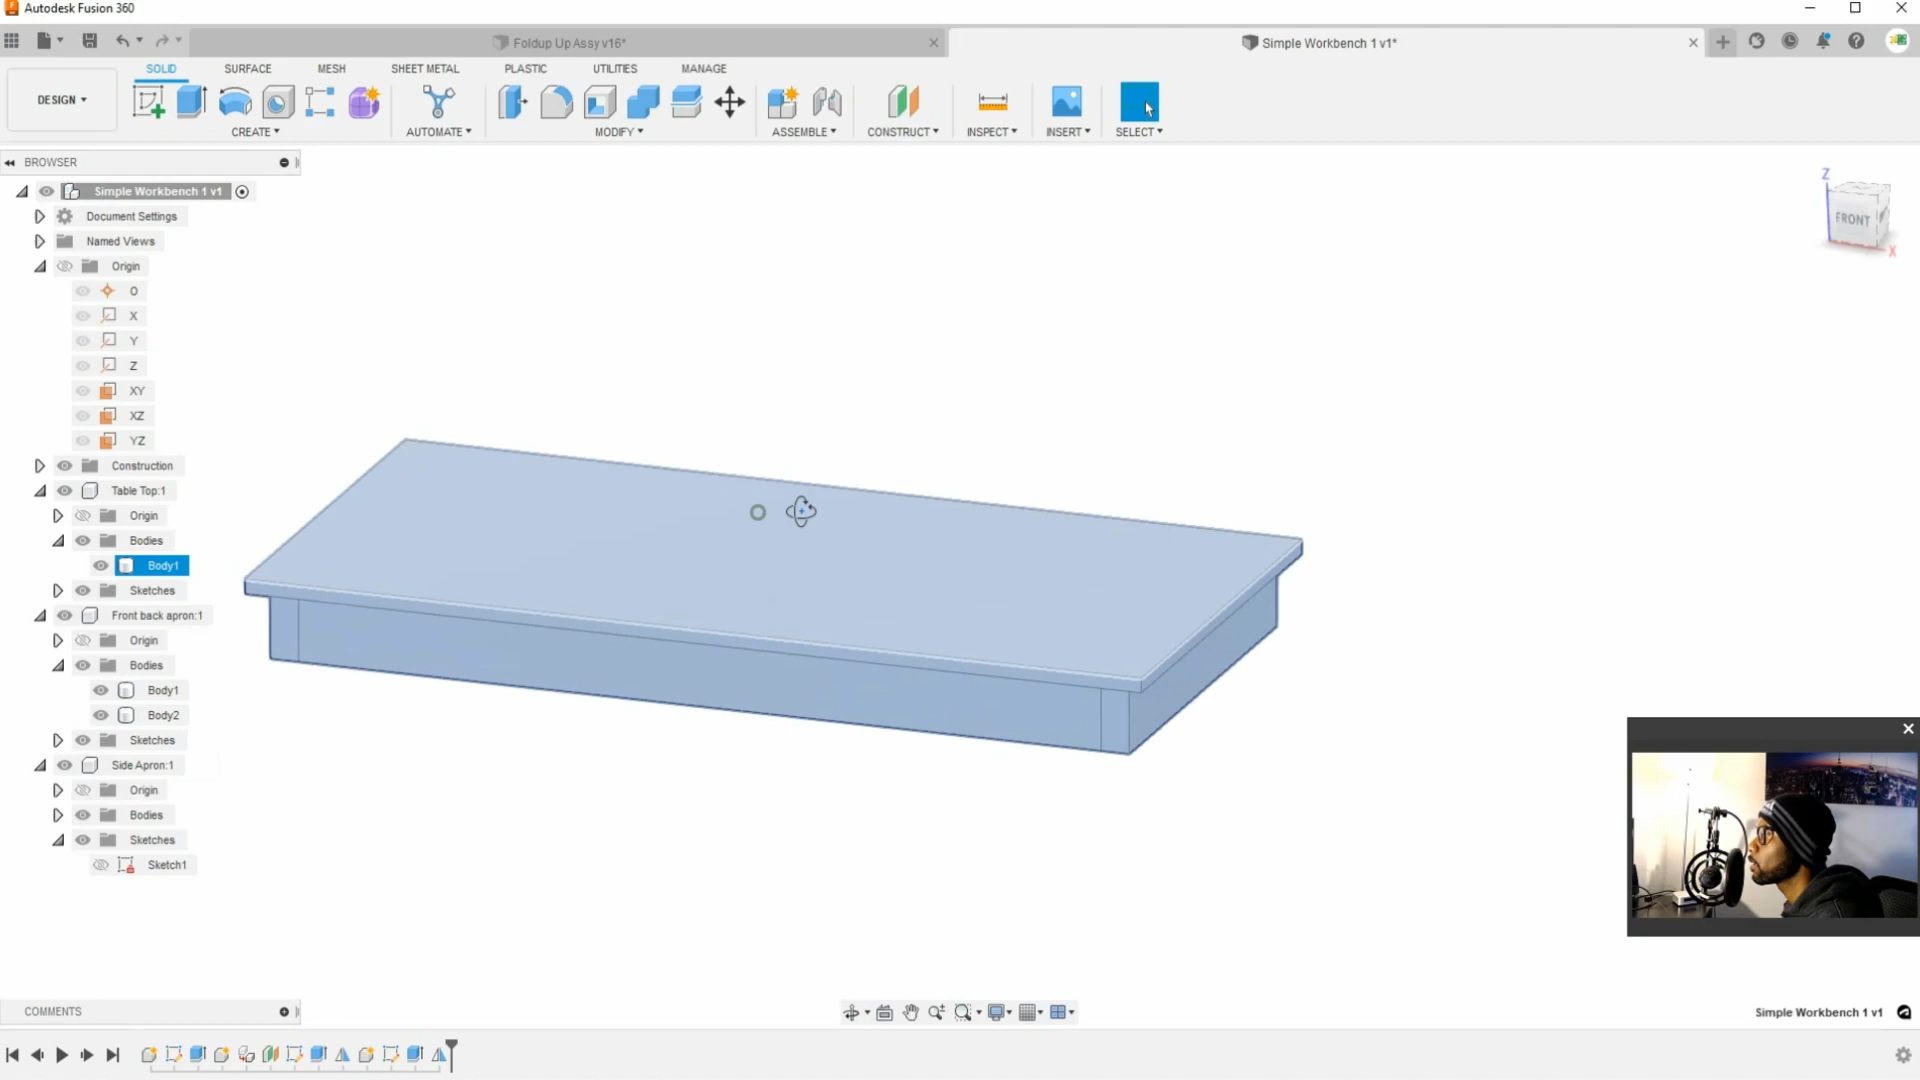 Autodesk Fusion 360
Foldup Up Assy v16*
Simple Workbench 1 v1*
DESIGN
SOLID SURFACE MESH SHEET METAL PLASTIC UTILITIES MANAGE
CREATE AUTOMATE MODIFY ASSEMBLE CONSTRUCT INSPECT INSERT SELECT
BROWSER
Simple Workbench 1 v1
Document Settings
Named Views
Origin
O
X
Y
Z
XY
XZ
YZ
Construction
Table Top:1
Origin
Bodies
Body1
Sketches
Front back apron:1
Origin
Bodies
Body1
Body2
Sketches
Side Apron:1
Origin
Bodies
Sketches
Sketch1
Z
FRONT
X
COMMENTS
Simple Workbench 1 v1